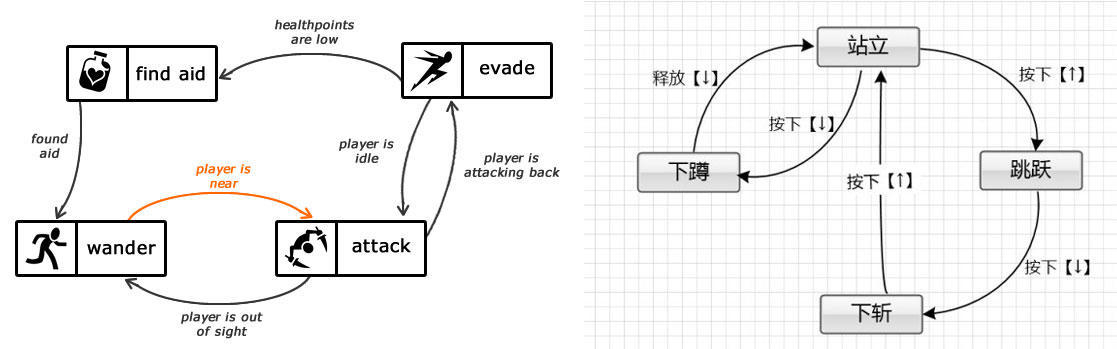 healthpoints
are low
find aid
evade
found
aid
player is
idle
player is
attacking back
player is
near
wander
attack
player is out
of sight
站立
释放【↓】
按下【↑】
按下【↓】
下蹲
跳跃
按下【↑】
按下【↓】
下斩